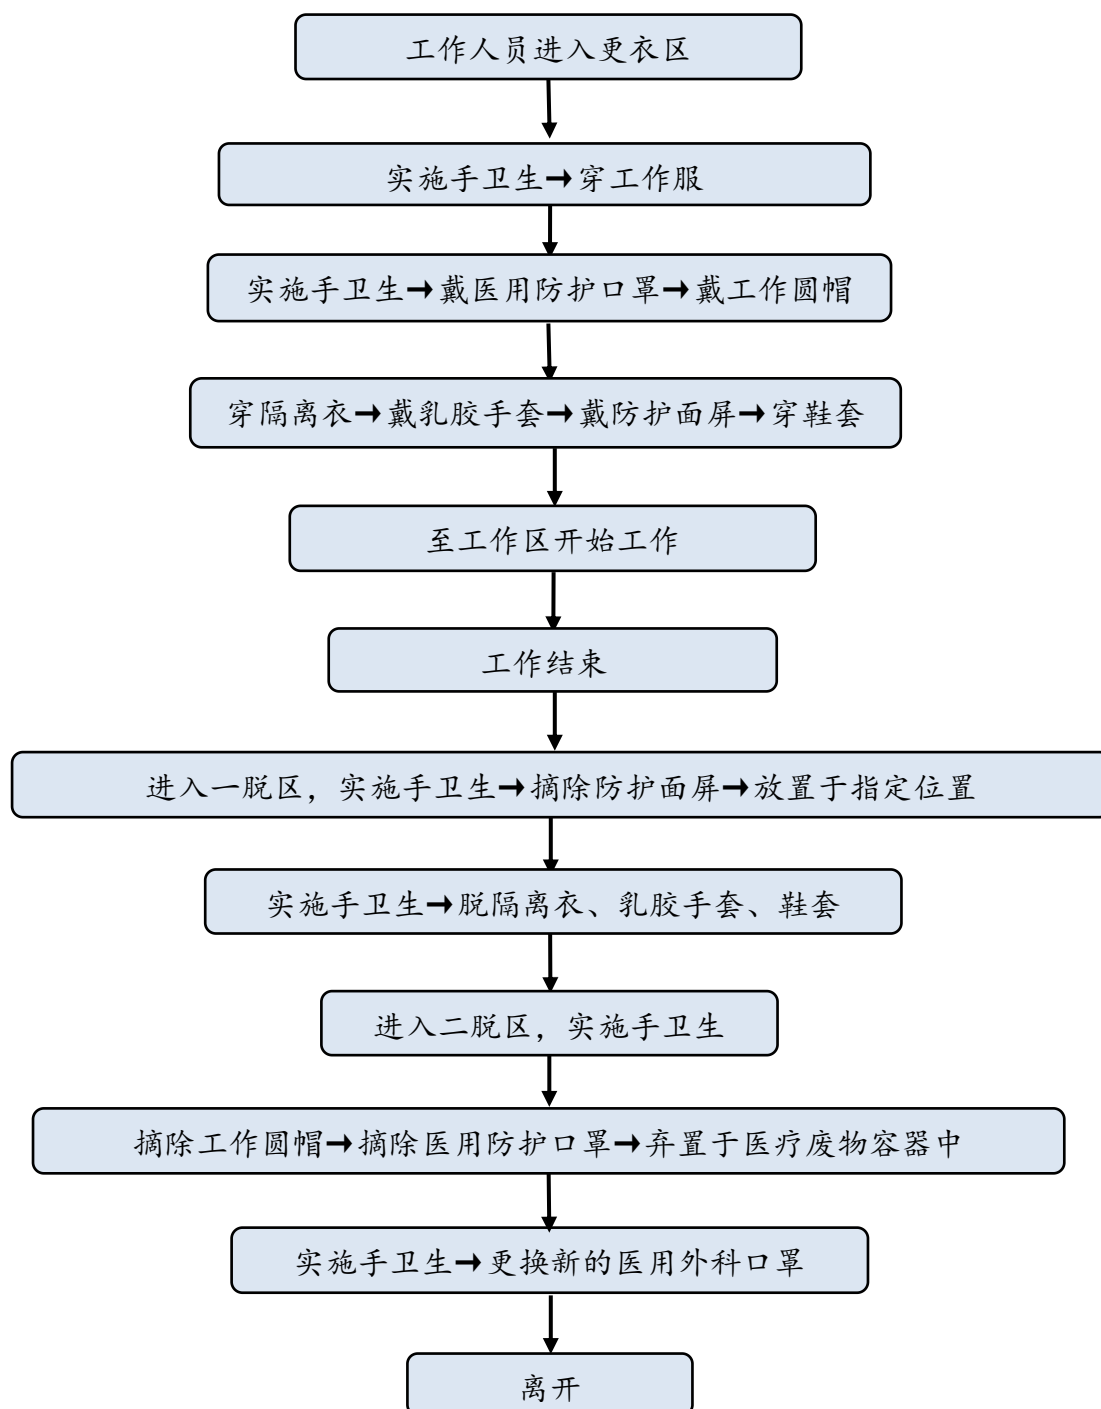 工作人员进入更衣区
实施手卫生→穿工作服
实施手卫生→戴医用防护口罩→戴工作圆帽
穿隔离衣→戴乳胶手套→戴防护面屏→穿鞋套
至工作区开始工作
工作结束
进入一脱区，实施手卫生→摘除防护面屏→放置于指定位置
实施手卫生→脱隔离衣、乳胶手套、鞋套
进入二脱区，实施手卫生
摘除工作圆帽→摘除医用防护口罩→弃置于医疗废物容器中
实施手卫生→更换新的医用外科口罩
离开